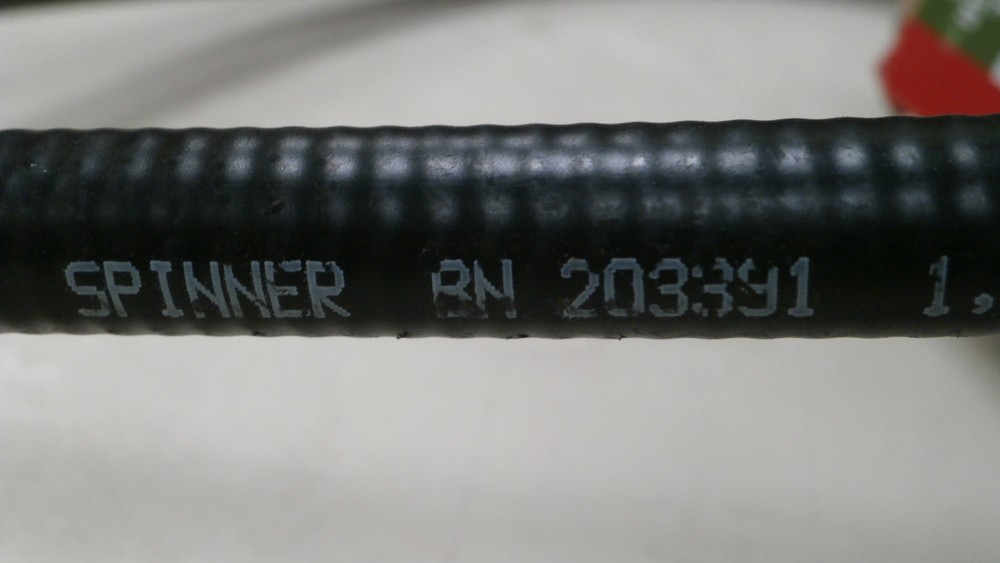 SPINNER BN 203391 1,